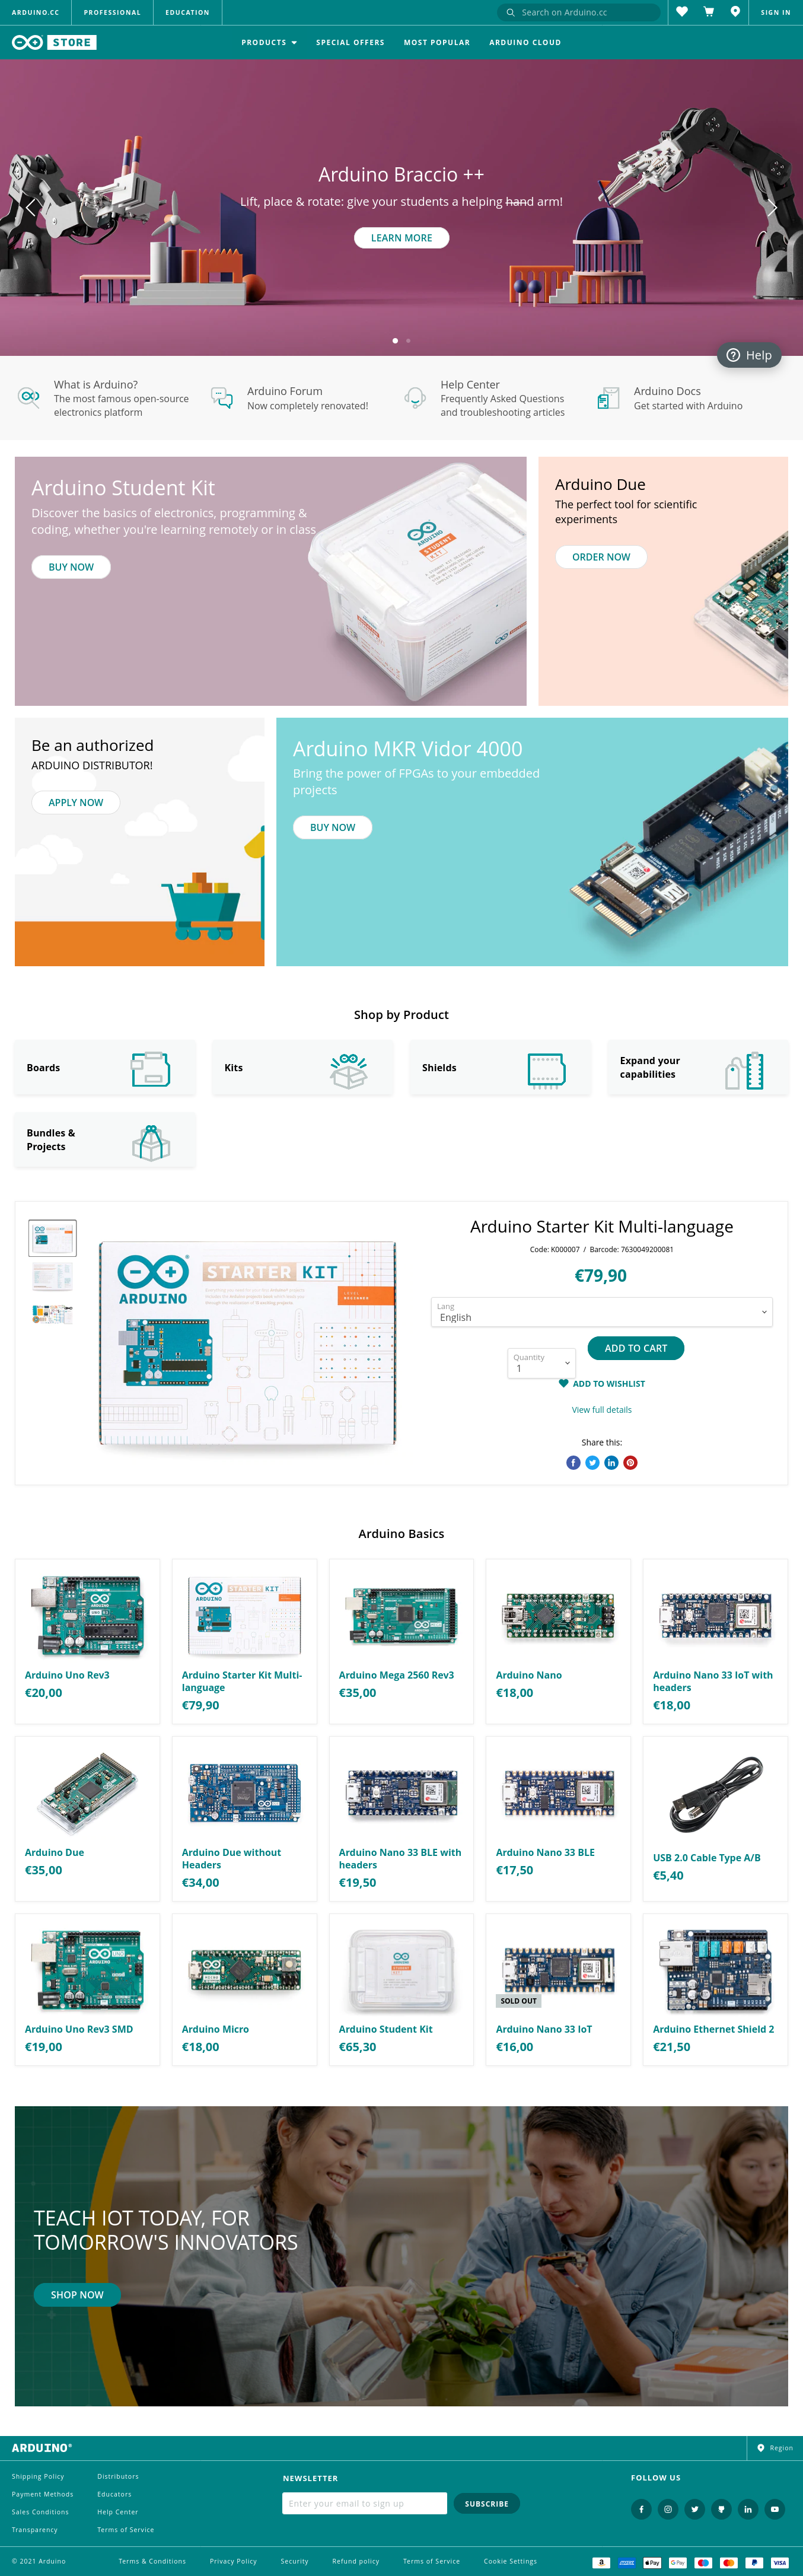 ARDUINO.CC
PROFESSIONAL
EDUCATION
Search on Arduino.cc
SIGN IN
STORE
PRODUCTS
SPECIAL OFFERS
MOST POPULAR
ARDUINO CLOUD
Arduino Braccio ++
Lift, place & rotate: give your students a helping hand arm!
LEARN MORE
Help
What is Arduino?
The most famous open-source
electronics platform
Arduino Forum
Now completely renovated!
Help Center
Frequently Asked Questions
and troubleshooting articles
Arduino Docs
Get started with Arduino
Arduino Student Kit
Discover the basics of electronics, programming &
coding, whether you're learning remotely or in class
BUY NOW
ARDUINO
STUDENT
KIT
Arduino Due
The perfect tool for scientific
experiments
ORDER NOW
Be an authorized
ARDUINO DISTRIBUTOR!
APPLY NOW
Arduino MKR Vidor 4000
Bring the power of FPGAs to your embedded
projects
BUY NOW
Shop by Product
Boards
Kits
Shields
Expand your
capabilities
Bundles &
Projects
ARDUINO
STARTER KIT
Arduino Starter Kit Multi-language
Code: K000007 / Barcode: 7630049200081
€79,90
Lang
English
Quantity
1
ADD TO CART
ADD TO WISHLIST
View full details
Share this:
Arduino Basics
Arduino Uno Rev3
€20,00
ARDUINO
STARTER KIT
Arduino Starter Kit Multi-
language
€79,90
Arduino Mega 2560 Rev3
€35,00
Arduino Nano
€18,00
Arduino Nano 33 IoT with
headers
€18,00
Arduino Due
€35,00
Arduino Due without
Headers
€34,00
Arduino Nano 33 BLE with
headers
€19,50
Arduino Nano 33 BLE
€17,50
USB 2.0 Cable Type A/B
€5,40
Arduino Uno Rev3 SMD
€19,00
Arduino Micro
€18,00
Arduino Student Kit
€65,30
SOLD OUT
Arduino Nano 33 IoT
€16,00
Arduino Ethernet Shield 2
€21,50
TEACH IOT TODAY, FOR
TOMORROW'S INNOVATORS
SHOP NOW
ARDUINO®
Region
Shipping Policy
Payment Methods
Sales Conditions
Transparency
Distributors
Educators
Help Center
Terms of Service
NEWSLETTER
Enter your email to sign up
SUBSCRIBE
FOLLOW US
© 2021 Arduino
Terms & Conditions
Privacy Policy
Security
Refund policy
Terms of Service
Cookie Settings
Pay
G Pay
VISA